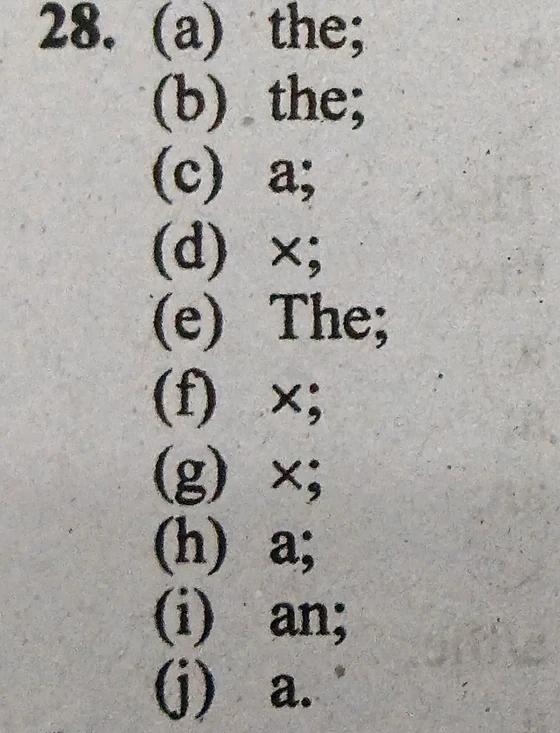 28. (a) the;
(b) the;
(c) a;
(d) ×;
(e) The;
(f) ×;
(g) ×;
(h) a;
(i) an;
(j) a.